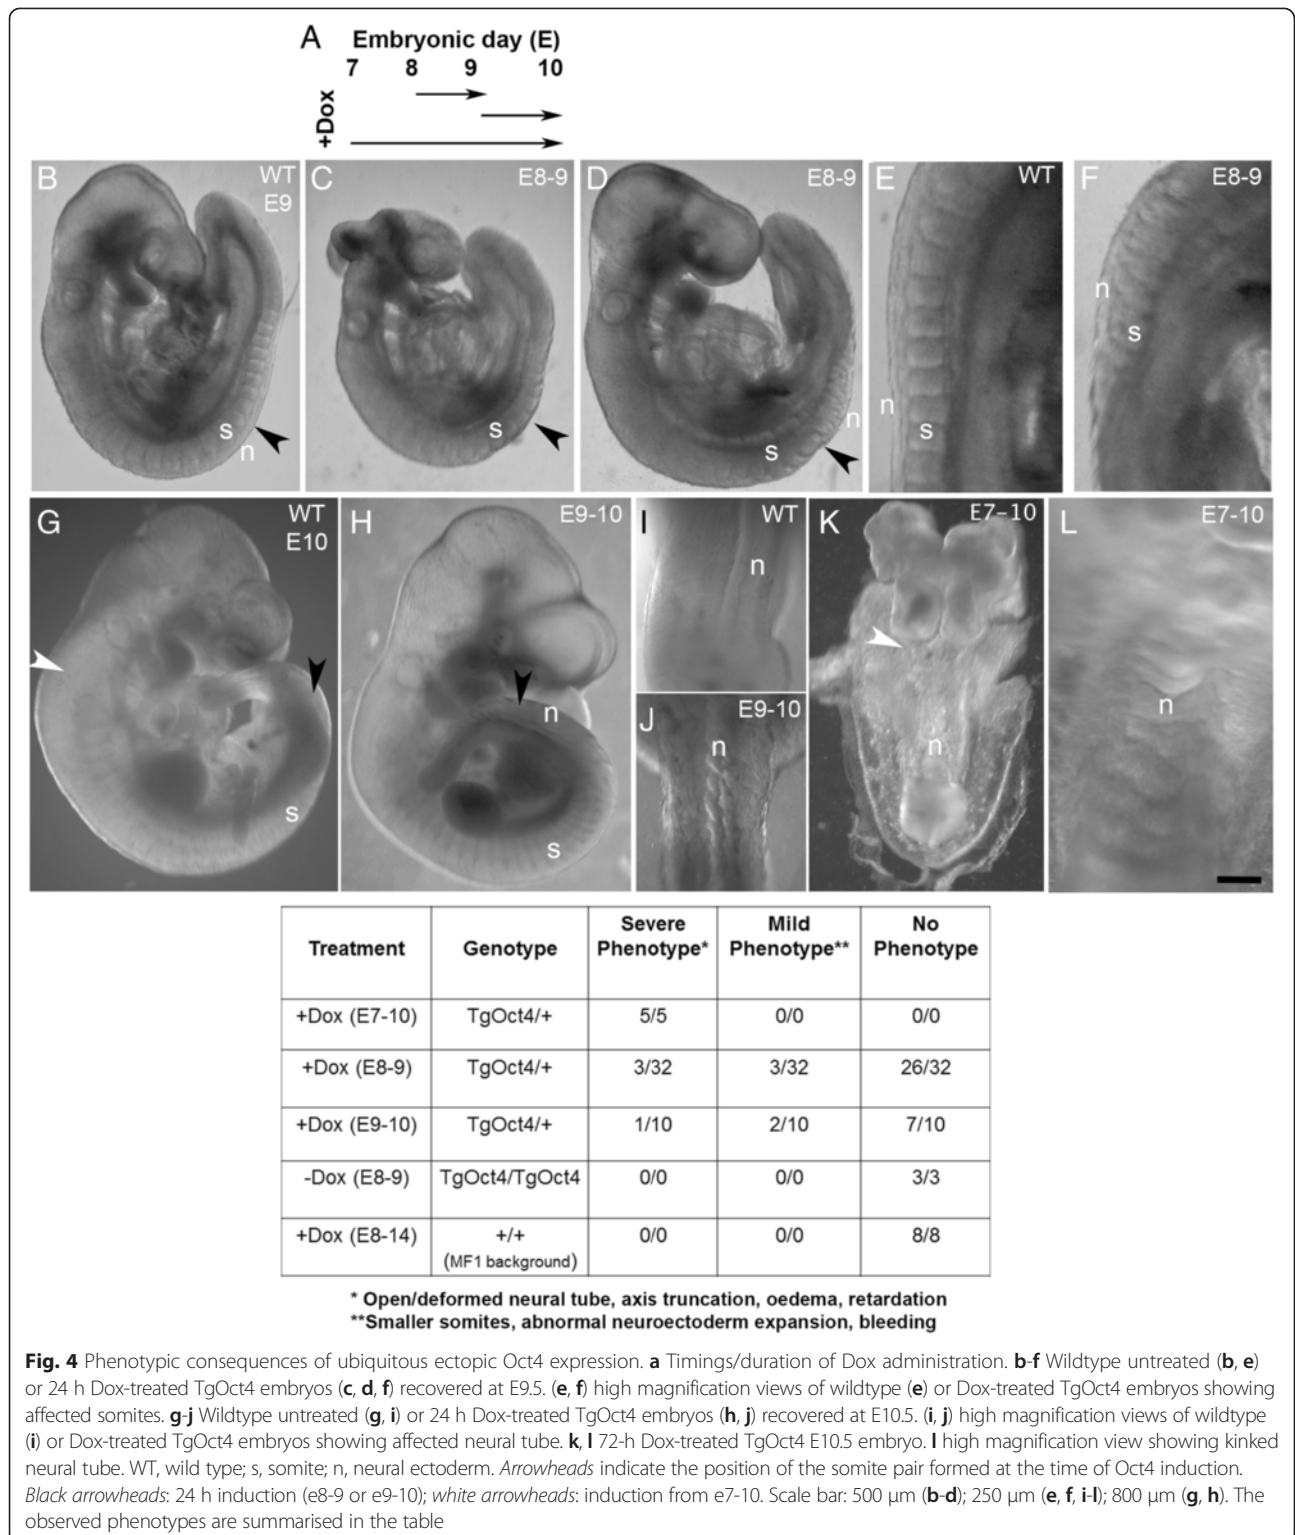 A Embryonic day (E)
7 8 9 10
+Dox
B WT
E9
s
n
C E8-9
s
D E8-9
n
s
E WT
n
s
F E8-9
n
s
G WT
E10
s
H E9-10
n
s
I WT
n
J E9-10
n
K E7-10
n
L E7-10
n
Treatment Genotype Severe Phenotype* Mild Phenotype** No Phenotype
+Dox (E7-10) TgOct4/+ 5/5 0/0 0/0
+Dox (E8-9) TgOct4/+ 3/32 3/32 26/32
+Dox (E9-10) TgOct4/+ 1/10 2/10 7/10
-Dox (E8-9) TgOct4/TgOct4 0/0 0/0 3/3
+Dox (E8-14) +/+ (MF1 background) 0/0 0/0 8/8
* Open/deformed neural tube, axis truncation, oedema, retardation
**Smaller somites, abnormal neuroectoderm expansion, bleeding
Fig. 4 Phenotypic consequences of ubiquitous ectopic Oct4 expression. a Timings/duration of Dox administration. b-f Wildtype untreated (b, e)
or 24 h Dox-treated TgOct4 embryos (c, d, f) recovered at E9.5. (e, f) high magnification views of wildtype (e) or Dox-treated TgOct4 embryos showing
affected somites. g-j Wildtype untreated (g, i) or 24 h Dox-treated TgOct4 embryos (h, j) recovered at E10.5. (i, j) high magnification views of wildtype
(i) or Dox-treated TgOct4 embryos showing affected neural tube. k, l 72-h Dox-treated TgOct4 E10.5 embryo. l high magnification view showing kinked
neural tube. WT, wild type; s, somite; n, neural ectoderm. Arrowheads indicate the position of the somite pair formed at the time of Oct4 induction.
Black arrowheads: 24 h induction (e8-9 or e9-10); white arrowheads: induction from e7-10. Scale bar: 500 μm (b-d); 250 μm (e, f, i-l); 800 μm (g, h). The
observed phenotypes are summarised in the table